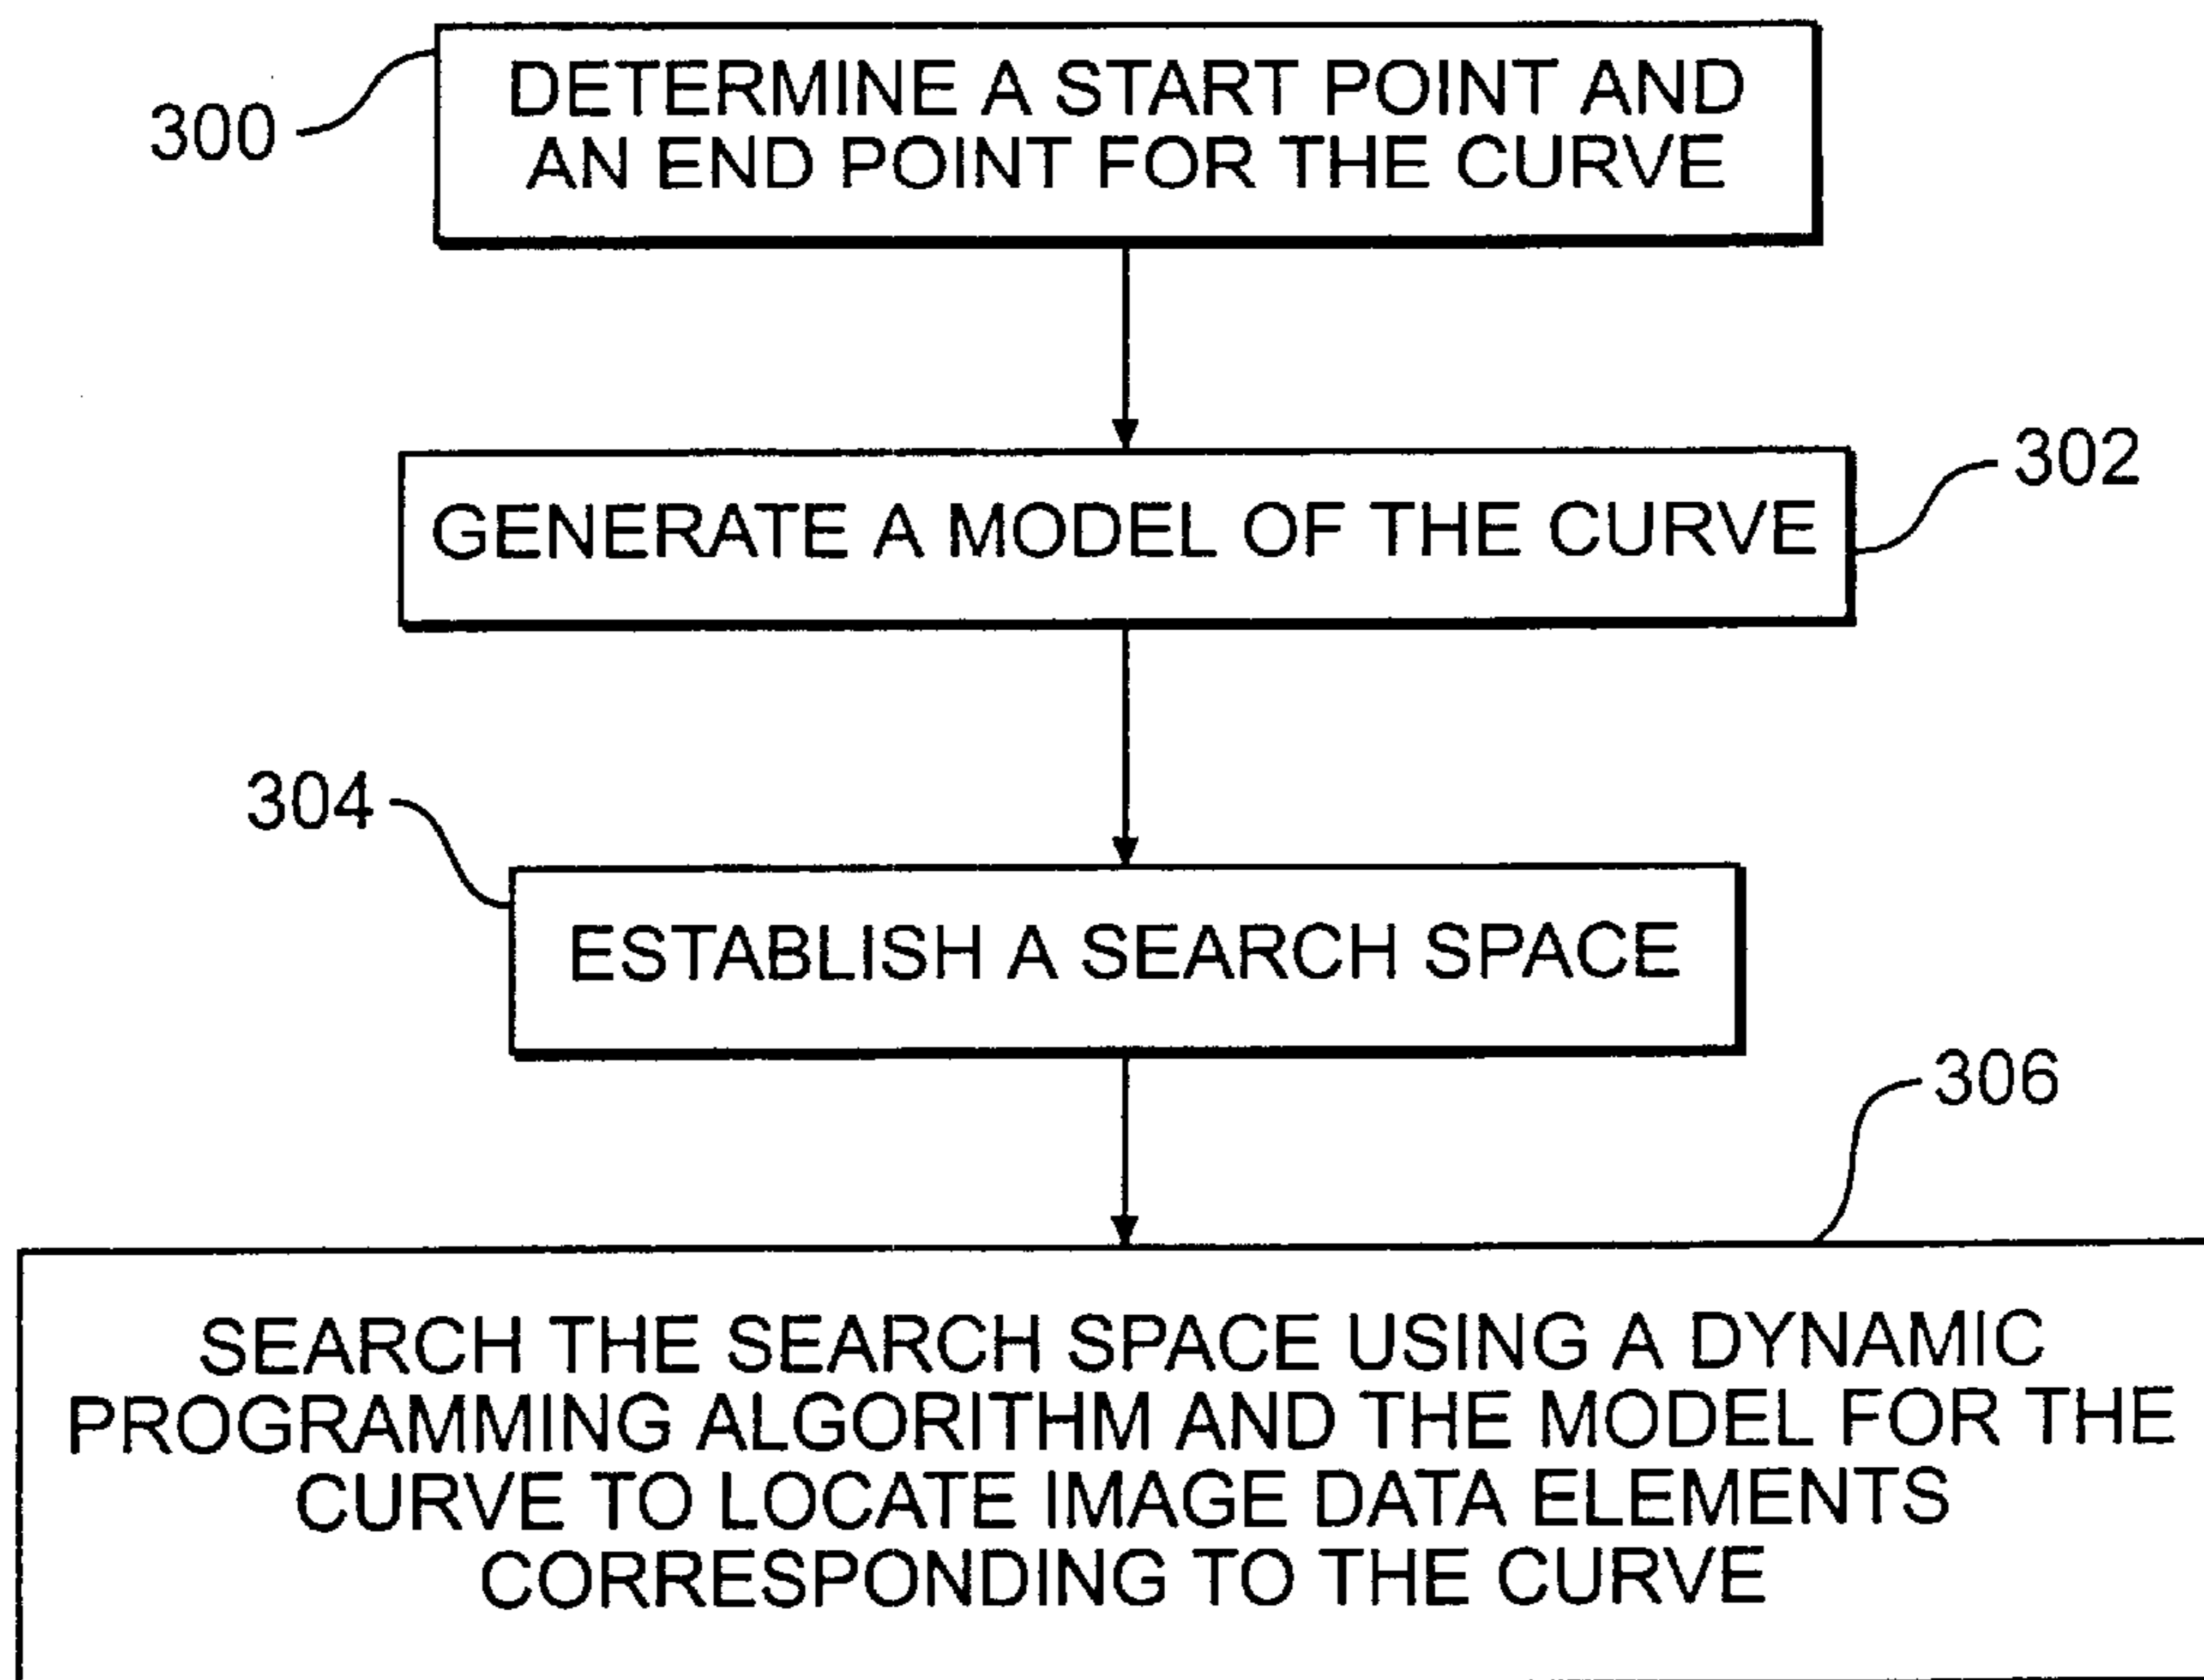 300
DETERMINE A START POINT AND
AN END POINT FOR THE CURVE
302
GENERATE A MODEL OF THE CURVE
304
ESTABLISH A SEARCH SPACE
306
SEARCH THE SEARCH SPACE USING A DYNAMIC
PROGRAMMING ALGORITHM AND THE MODEL FOR THE
CURVE TO LOCATE IMAGE DATA ELEMENTS
CORRESPONDING TO THE CURVE